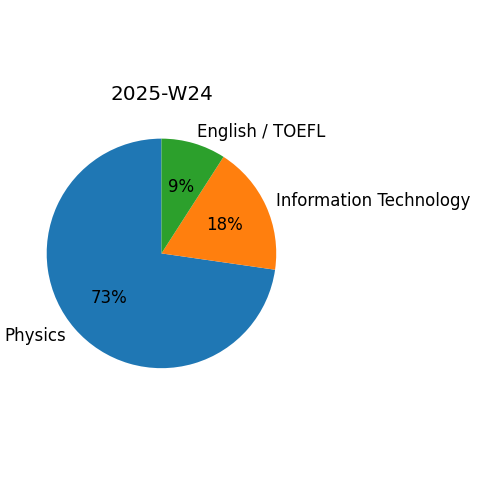 2025-W24
English / TOEFL
9%
Information Technology
18%
73%
Physics